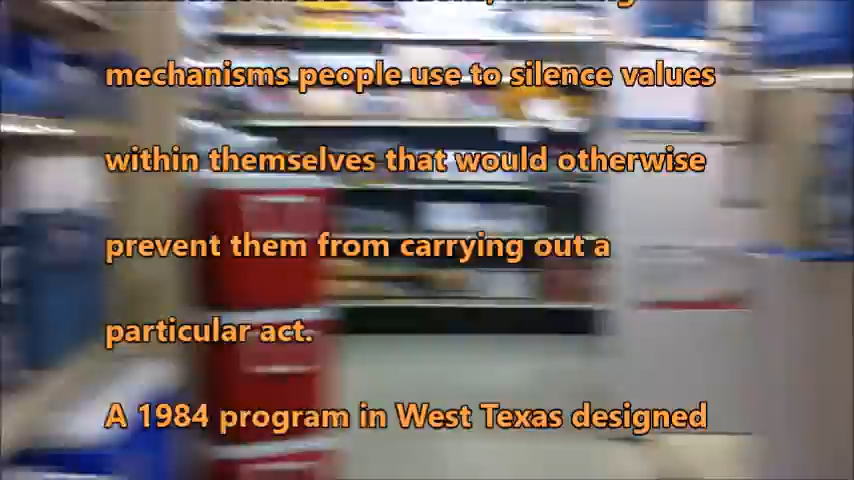 mechanisms people use to silence values
within themselves that would otherwise
prevent them from carrying out a
particular act.
A 1984 program in West Texas designed